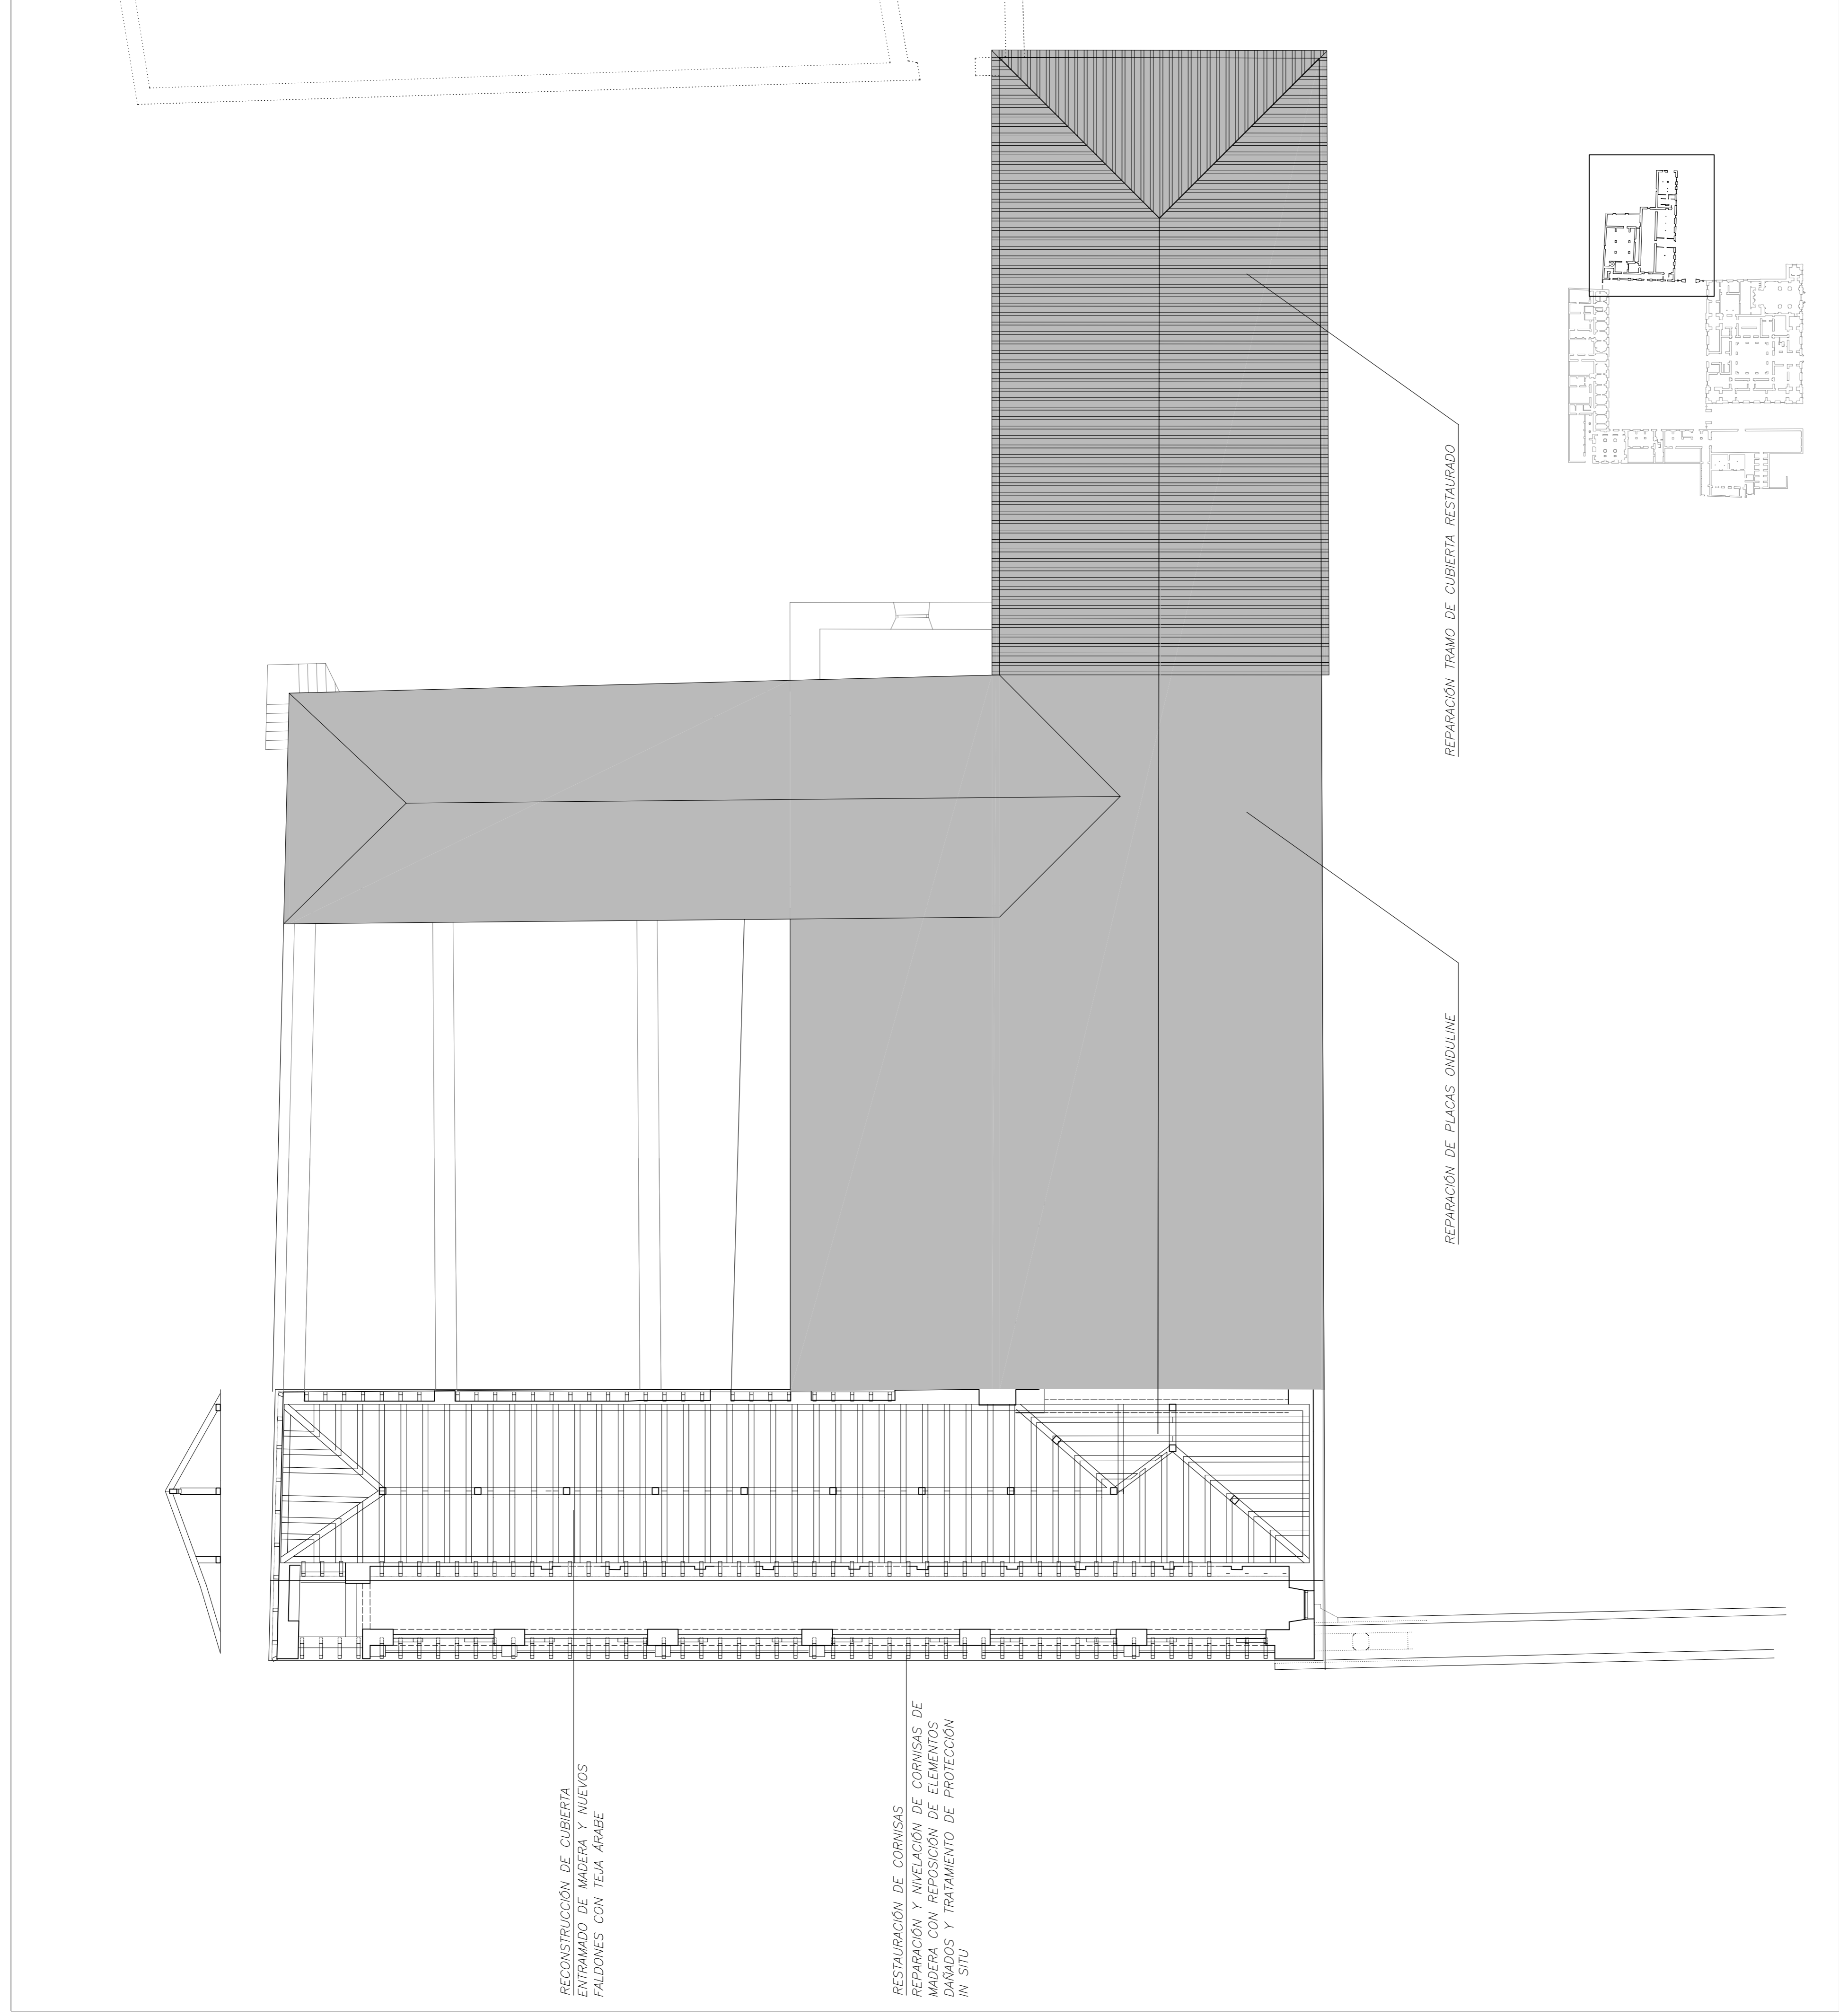 RECONSTRUCCIÓN DE CUBIERTA
ENTRAMADO DE MADERA Y NUEVOS
FALDONES CON TEJA ÁRABE
RESTAURACIÓN DE CORNISAS
REPARACIÓN Y NIVELACIÓN DE CORNISAS DE
MADERA CON REPOSICIÓN DE ELEMENTOS
DAÑADOS Y TRATAMIENTO DE PROTECCIÓN
IN SITU
REPARACIÓN DE PLACAS ONDULINE
REPARACIÓN TRAMO DE CUBIERTA RESTAURADO